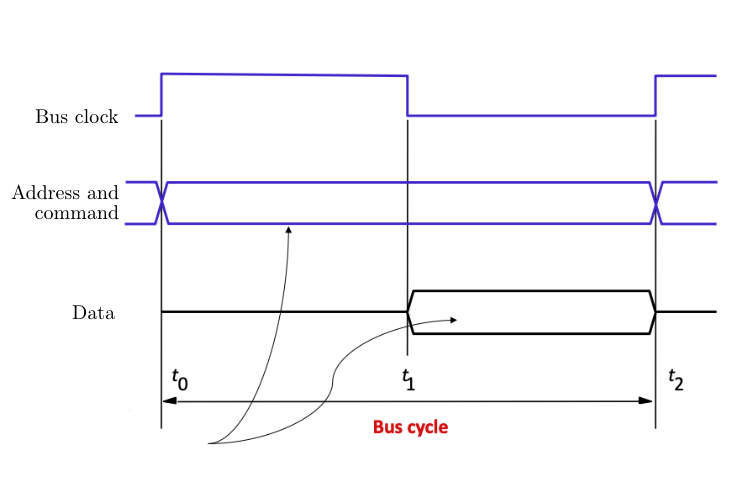 Bus clock
Address and
command
Data
t0
t1
t2
Bus cycle